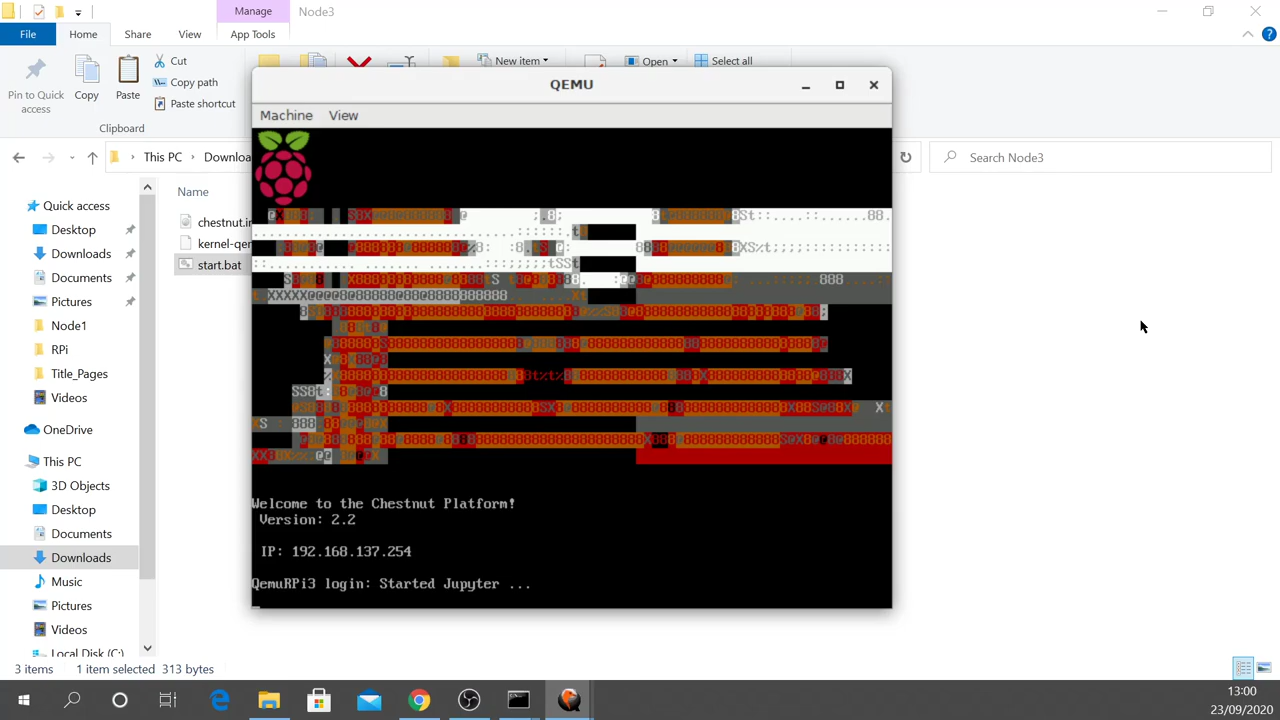 Manage
Node3
File
Home
Share
View
App Tools
Pin to Quick
access
Copy
Paste
Cut
Copy path
Paste shortcut
Clipboard
New item
Open
Select all
This PC
Search Node3
Quick access
Desktop
Downloads
Documents
Pictures
Node1
RPi
Title_Pages
Videos
OneDrive
This PC
3D Objects
Desktop
Documents
Downloads
Music
Pictures
Videos
Local Disk (C:)
Name
start.bat
QEMU
Machine
View
Welcome to the Chestnut Platform!
Version: 2.2
IP: 192.168.137.254
QemuRPi3 login: Started Jupyter ...
3 items
1 item selected
313 bytes
13:00
23/09/2020